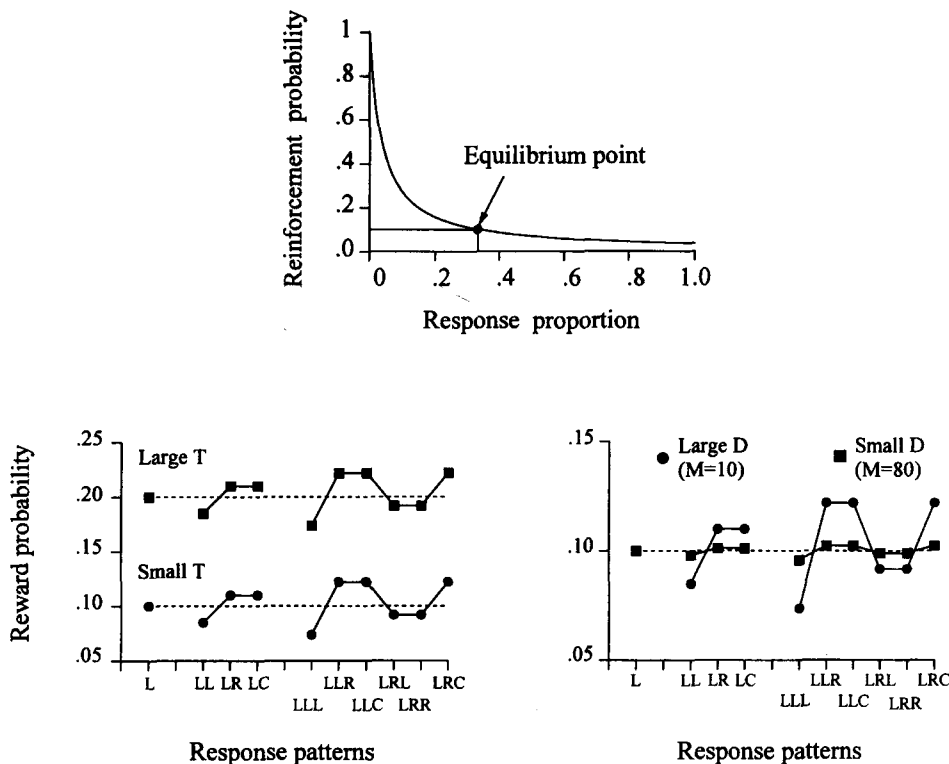 Reinforcement probability
1
.8
.6
.4
.2
.0
Equilibrium point
0 .2 .4 .6 .8 1.0
Response proportion
Reward probability
.25
.20
.15
.10
.05
Large T
Small T
L LL LR LC LLR LRL LRC
LLL LLC LRR
Response patterns
.15
.10
.05
Large D
(M=10)
Small D
(M=80)
L LL LR LC LLR LRL LRC
LLL LLC LRR
Response patterns